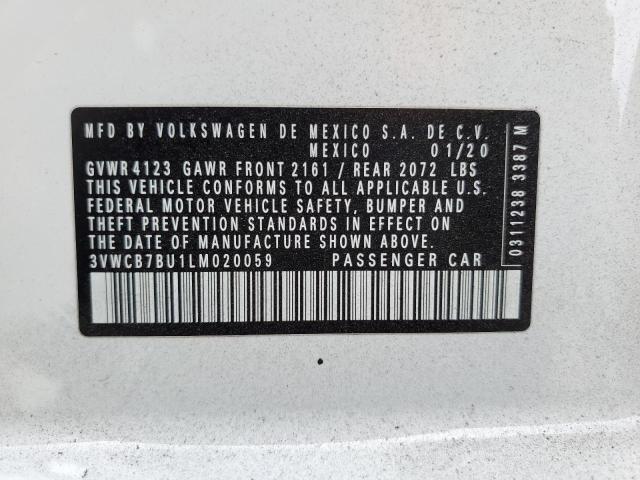 MFD BY VOLKSWAGEN DE MEXICO S.A. DE C.V.
MEXICO 01/20
GVWR 4123 GAWR FRONT 2161 / REAR 2072 LBS
THIS VEHICLE CONFORMS TO ALL APPLICABLE U.S.
FEDERAL MOTOR VEHICLE SAFETY, BUMPER AND
THEFT PREVENTION STANDARDS IN EFFECT ON
THE DATE OF MANUFACTURE SHOWN ABOVE.
3VWCB7BU1LM020059 PASSENGER CAR
0311238 3387 M